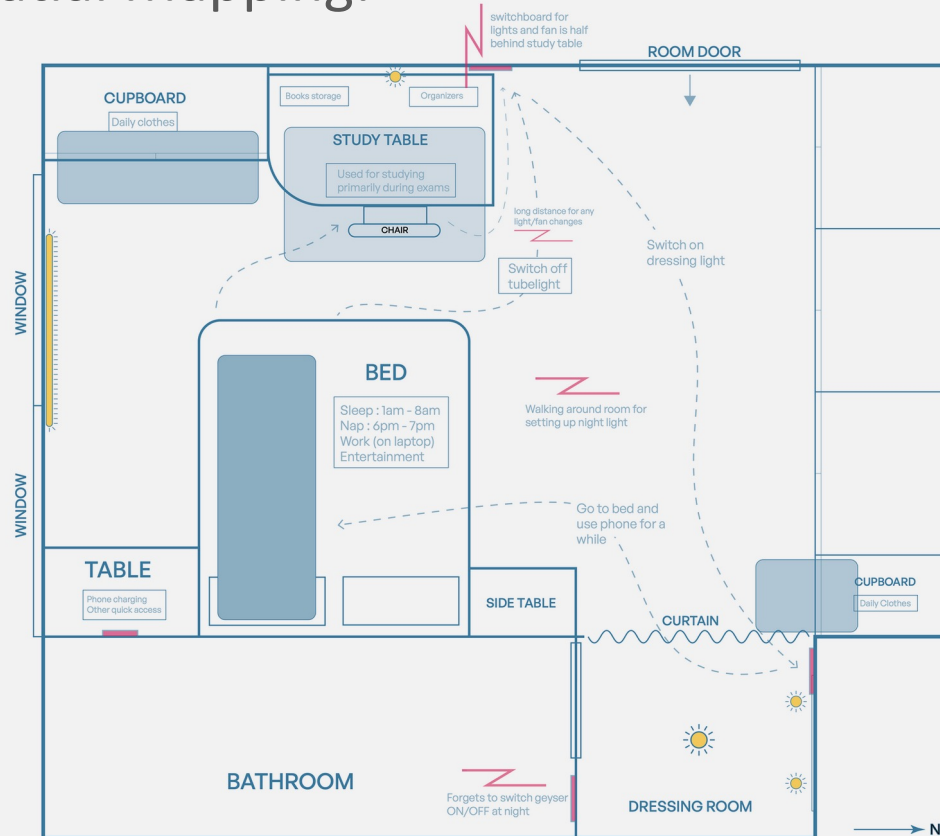 mapping:
switchboard for
lights and fan is half
behind study table
ROOM DOOR
CUPBOARD
Daily clothes
Books storage
Organizers
STUDY TABLE
Used for studying
primarily during exams
CHAIR
long distance for any
light/fan changes
Switch off
tubelight
Switch on
dressing light
WINDOW
BED
Sleep : 1am - 8am
Nap : 6pm - 7pm
Work (on laptop)
Entertainment
Walking around room for
setting up night light
WINDOW
Go to bed and
use phone for a
while
TABLE
Phone charging
Other quick access
SIDE TABLE
CURTAIN
CUPBOARD
Daily Clothes
BATHROOM
Forgets to switch geyser
ON/OFF at night
DRESSING ROOM
N